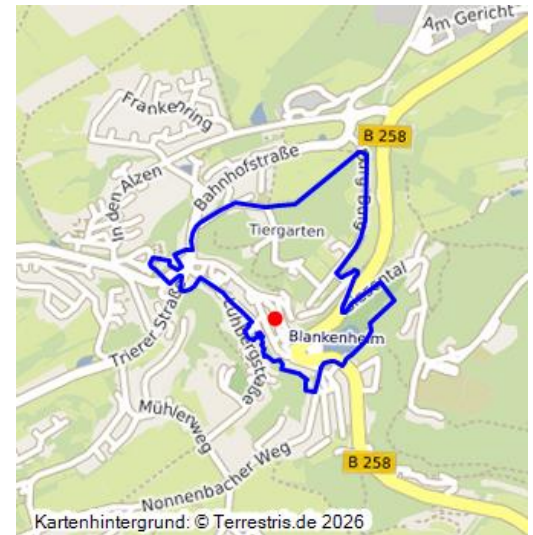 Am Gericht
Frankenring
B 258
Bahnhofstraße
In den Alzen
Tiergarten
Trierer Straße
Blankenheim
Mühlenweg
B 258
Nonnenbacher Weg
Kartenhintergrund: © Terrestris.de 2026